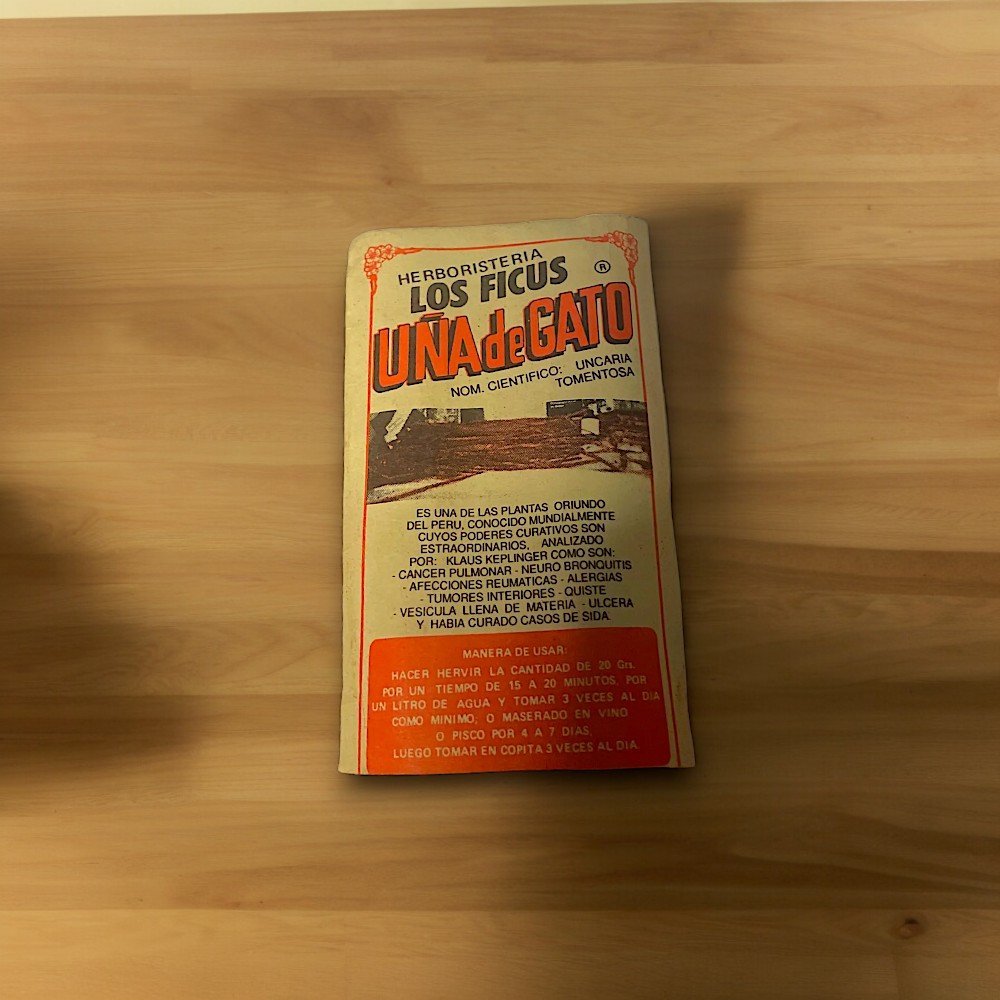 HERBORISTERIA
LOS FICUS ®
UÑA de GATO
NOM. CIENTIFICO: UNCARIA
TOMENTOSA
ES UNA DE LAS PLANTAS ORIUNDO
DEL PERU, CONOCIDO MUNDIALMENTE
CUYOS PODERES CURATIVOS SON
ESTRAORDINARIOS, ANALIZADO
POR: KLAUS KEPLINGER COMO SON:
- CANCER PULMONAR - NEURO BRONQUITIS
- AFECCIONES REUMATICAS - ALERGIAS
- TUMORES INTERIORES - QUISTE
- VESICULA LLENA DE MATERIA - ULCERA
Y HABIA CURADO CASOS DE SIDA.
MANERA DE USAR:
HACER HERVIR LA CANTIDAD DE 20 Grs.
POR UN TIEMPO DE 15 A 20 MINUTOS, POR
UN LITRO DE AGUA Y TOMAR 3 VECES AL DIA
COMO MINIMO, O MASERADO EN VINO
O PISCO POR 4 A 7 DIAS,
LUEGO TOMAR EN COPITA 3 VECES AL DIA.